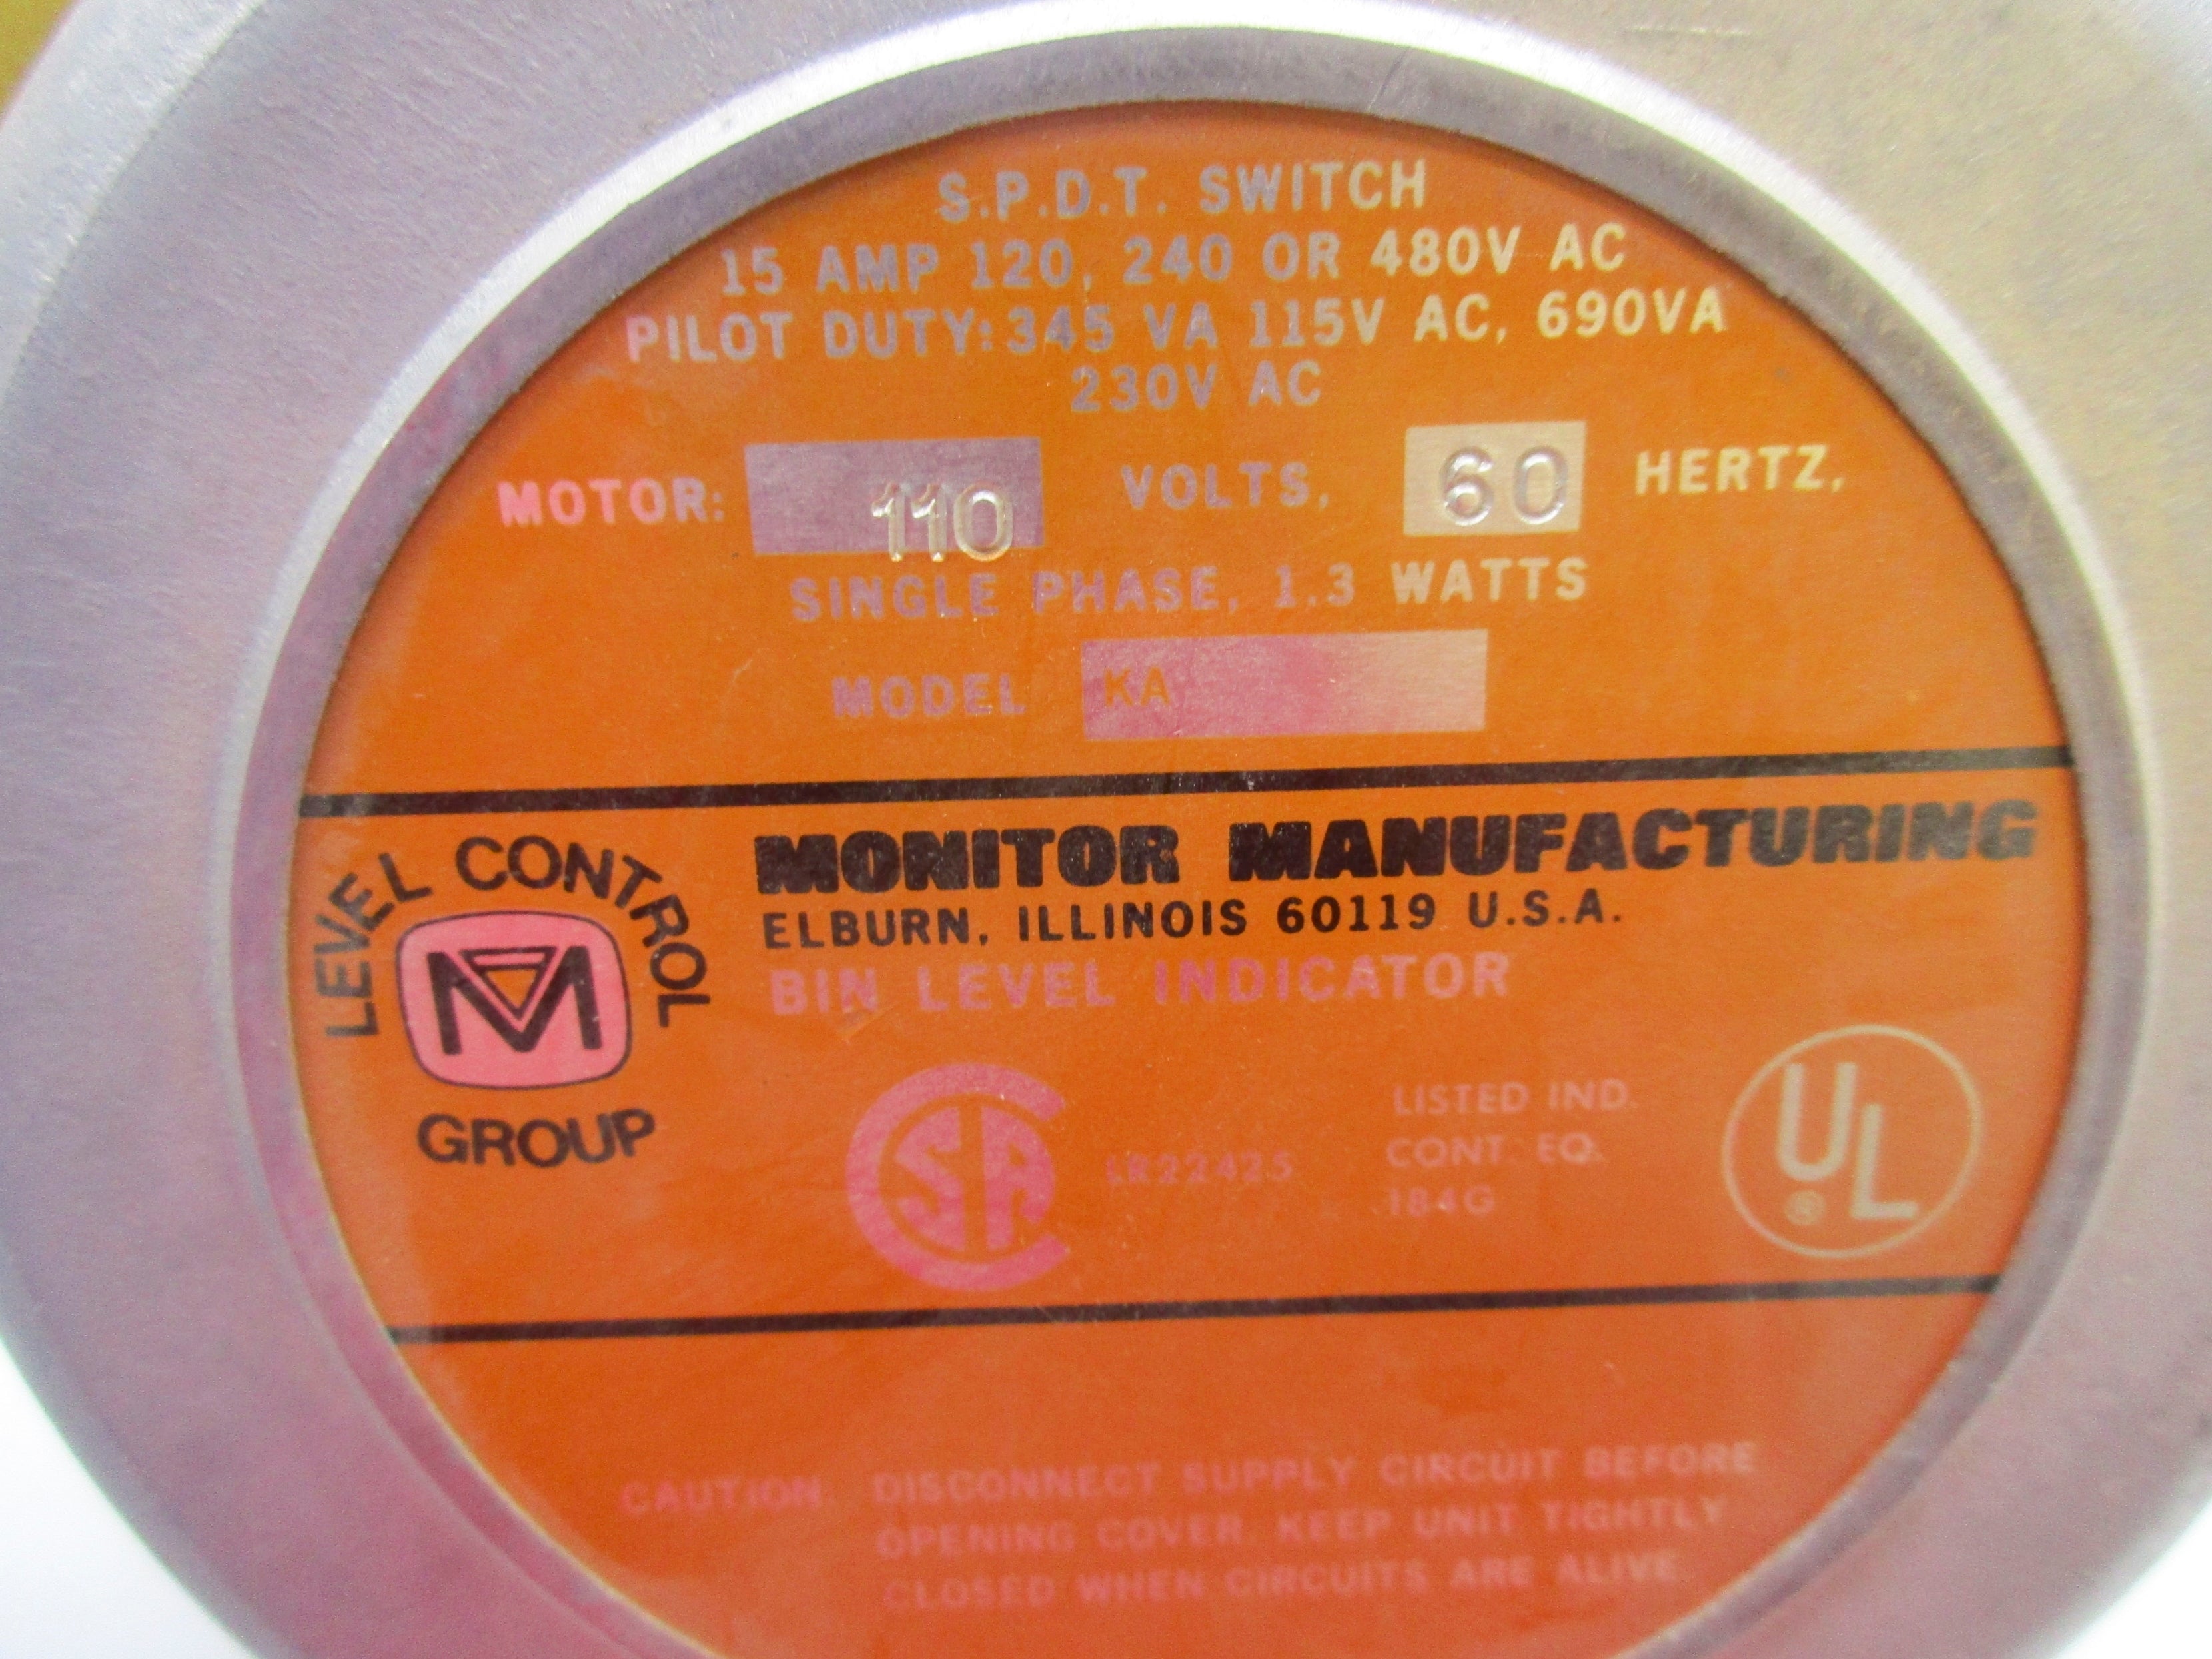 S.P.D.T. SWITCH
15 AMP 120, 240 OR 480V AC
PILOT DUTY: 345 VA 115V AC, 690VA
230V AC
MOTOR: 110 VOLTS, 60 HERTZ,
SINGLE PHASE, 1.3 WATTS
MODEL KA
LEVEL CONTROL
M
GROUP
MONITOR MANUFACTURING
ELBURN, ILLINOIS 60119 U.S.A.
BIN LEVEL INDICATOR
CSA
LR22425
LISTED IND.
CONT. EQ.
184G
UL
®
CAUTION: DISCONNECT SUPPLY CIRCUIT BEFORE
OPENING COVER. KEEP UNIT TIGHTLY
CLOSED WHEN CIRCUITS ARE ALIVE.